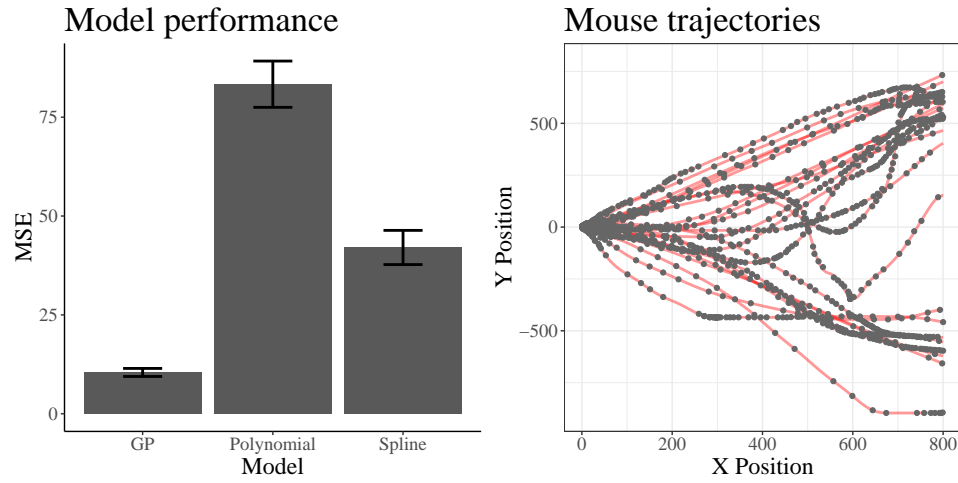 Model performance
MSE
75
50
25
0
GP Polynomial Spline
Model
Mouse trajectories
Y Position
500
0
−500
0 200 400 600 800
X Position